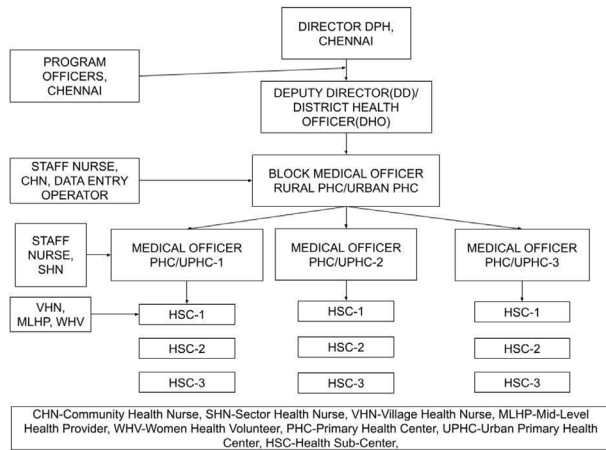 DIRECTOR DPH,
CHENNAI
PROGRAM
OFFICERS,
CHENNAI
DEPUTY DIRECTOR(DD)/
DISTRICT HEALTH
OFFICER(DHO)
STAFF NURSE,
CHN, DATA ENTRY
OPERATOR
BLOCK MEDICAL OFFICER
RURAL PHC/URBAN PHC
STAFF
NURSE,
SHN
MEDICAL OFFICER
PHC/UPHC-1
MEDICAL OFFICER
PHC/UPHC-2
MEDICAL OFFICER
PHC/UPHC-3
VHN,
MLHP, WHV
HSC-1
HSC-1
HSC-1
HSC-2
HSC-2
HSC-2
HSC-3
HSC-3
HSC-3
CHN-Community Health Nurse, SHN-Sector Health Nurse, VHN-Village Health Nurse, MLHP-Mid-Level
Health Provider, WHV-Women Health Volunteer, PHC-Primary Health Center, UPHC-Urban Primary Health
Center, HSC-Health Sub-Center,